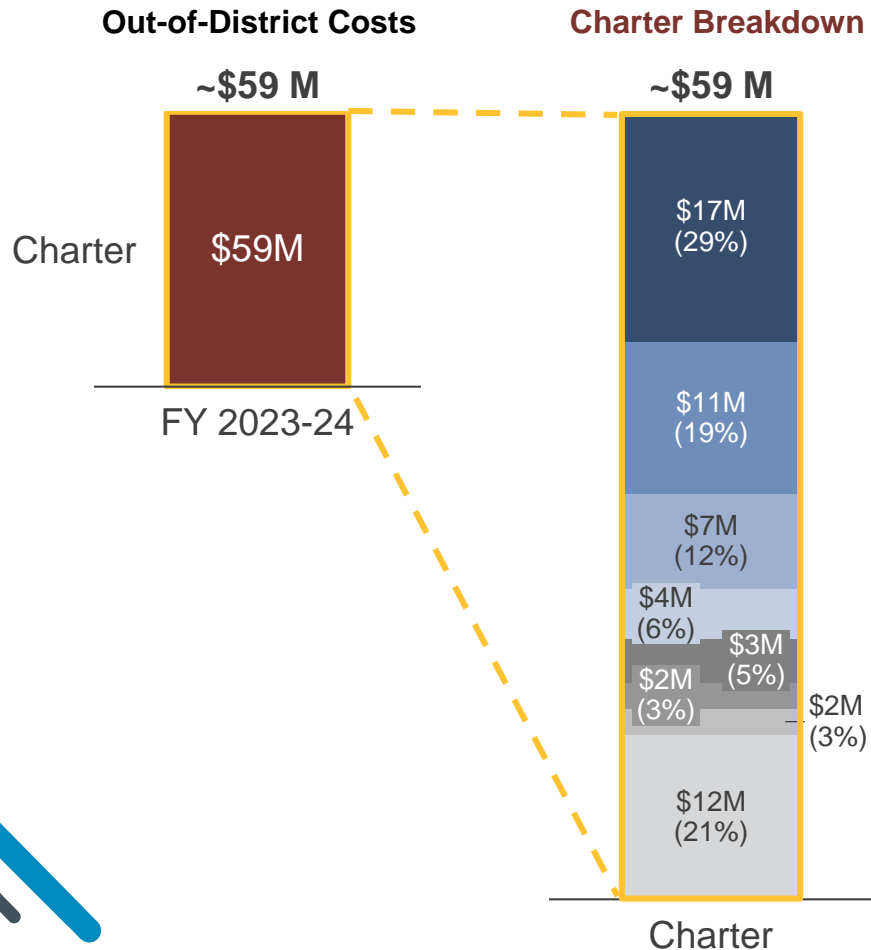 Out-of-District Costs
~$59 M
Charter
$59M
FY 2023-24
Charter Breakdown
~$59 M
$17M
(29%)
$11M
(19%)
$7M
(12%)
$4M
(6%)
$3M
(5%)
$2M
(3%)
$2M
(3%)
$12M
(21%)
Charter